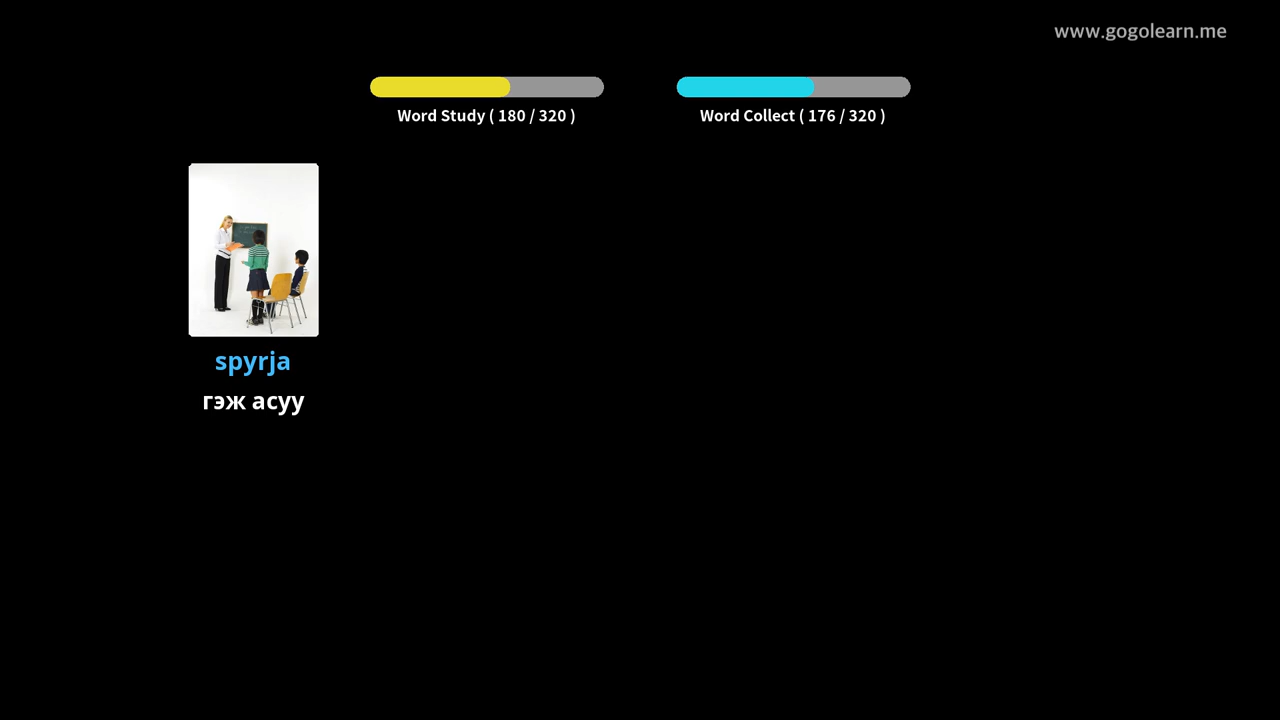 www.gogolearn.me
Word Study ( 180 / 320 )
Word Collect ( 176 / 320 )
spyrja
гэж асуу